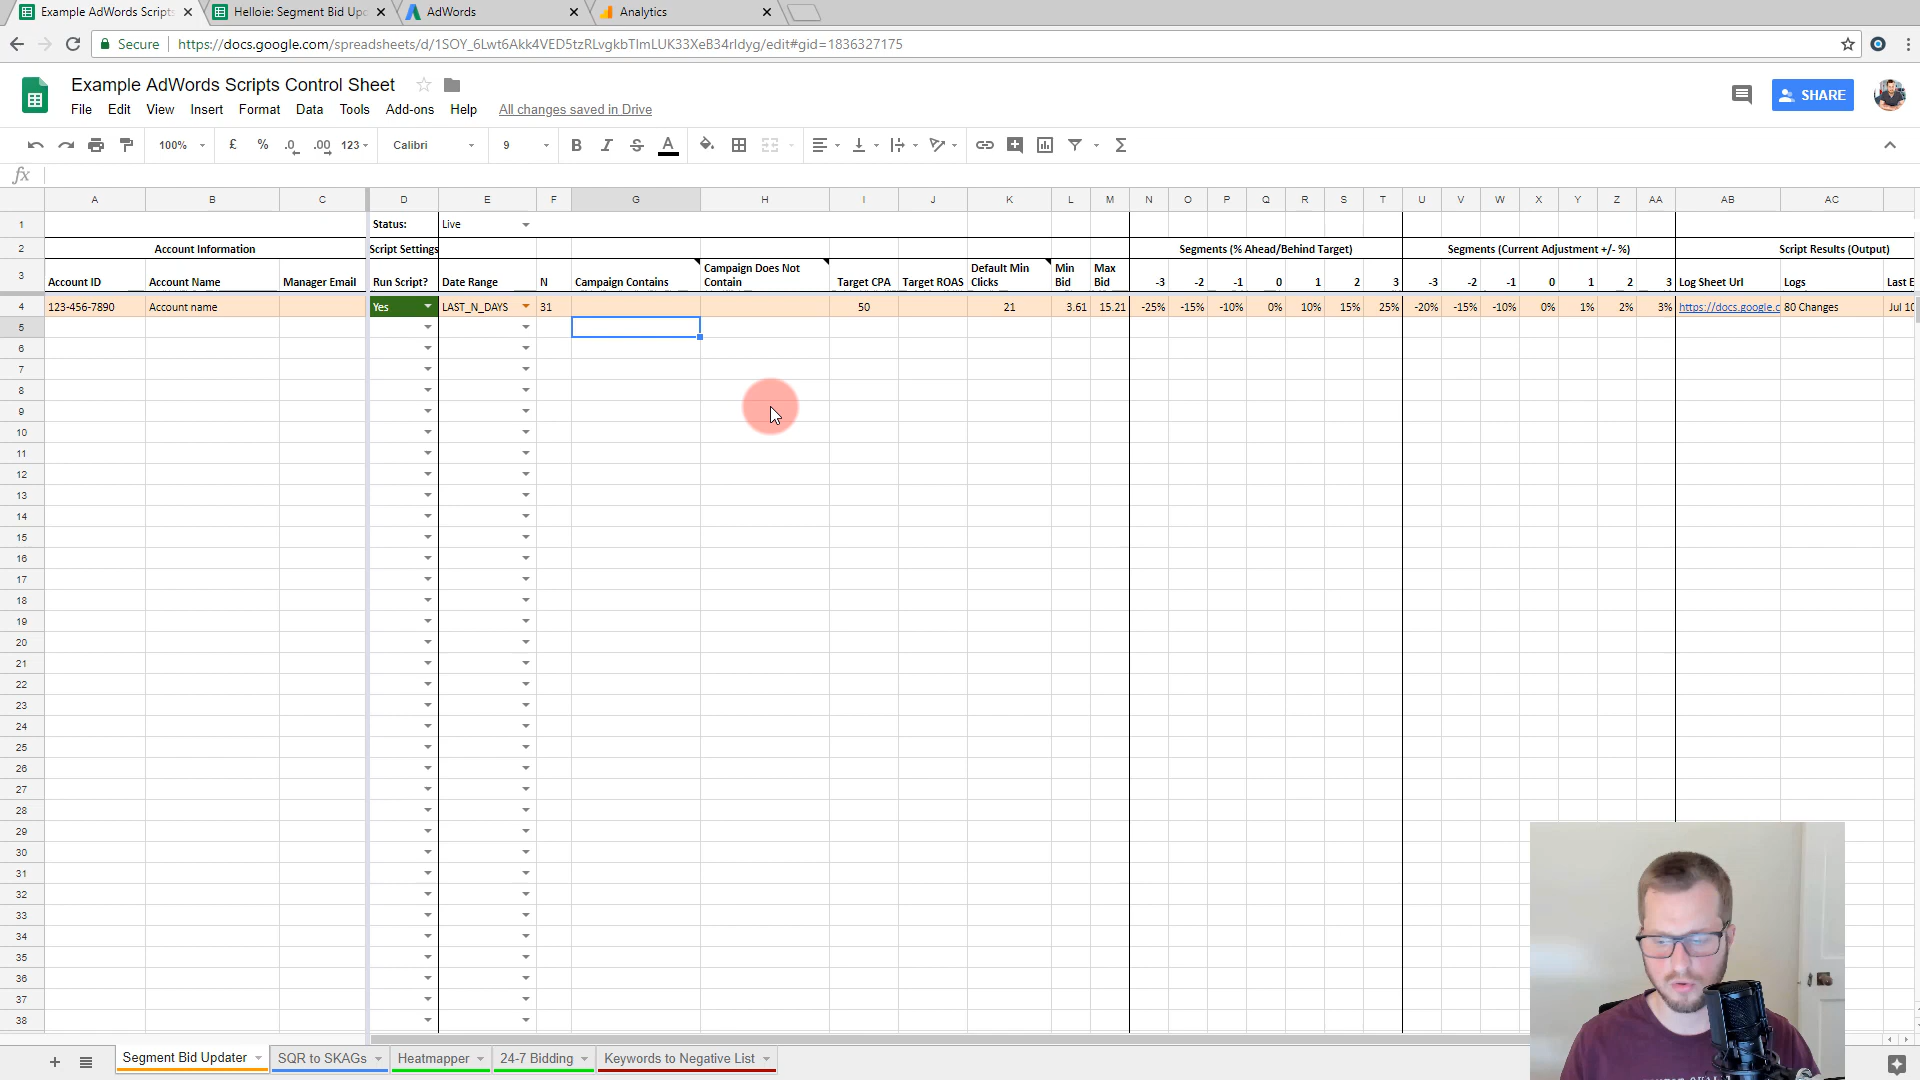 Example AdWords Scripts
Helloie: Segment Bid Up
AdWords
Analytics
Secure
https://docs.google.com/spreadsheets/d/1SOY_6Lwt6Akk4VED5tzRLvgkbTlmLUK33XeB34rIdyg/edit#gid=1836327175
Example AdWords Scripts Control Sheet
File Edit View Insert Format Data Tools Add-ons Help All changes saved in Drive
SHARE
100% £ % .0 .00 123 Calibri 9 B I S A Σ
fx
A B C D E F G H I J K L M N O P Q R S T U V W X Y Z AA AB AC
1 Status: Live
2 Account Information Script Settings Segments (% Ahead/Behind Target) Segments (Current Adjustment +/- %) Script Results (Output)
3 Account ID Account Name Manager Email Run Script? Date Range N Campaign Contains Campaign Does Not Contain Target CPA Target ROAS Default Min Clicks Min Bid Max Bid -3 -2 -1 0 1 2 3 -3 -2 -1 0 1 2 3 Log Sheet Url Logs Last E
4 123-456-7890 Account name Yes LAST_N_DAYS 31 50 21 3.61 15.21 -25% -15% -10% 0% 10% 15% 25% -20% -15% -10% 0% 1% 2% 3% https://docs.google.c 80 Changes Jul 10
5
6
7
8
9
10
11
12
13
14
15
16
17
18
19
20
21
22
23
24
25
26
27
28
29
30
31
32
33
34
35
36
37
38
Segment Bid Updater SQR to SKAGs Heatmapper 24-7 Bidding Keywords to Negative List